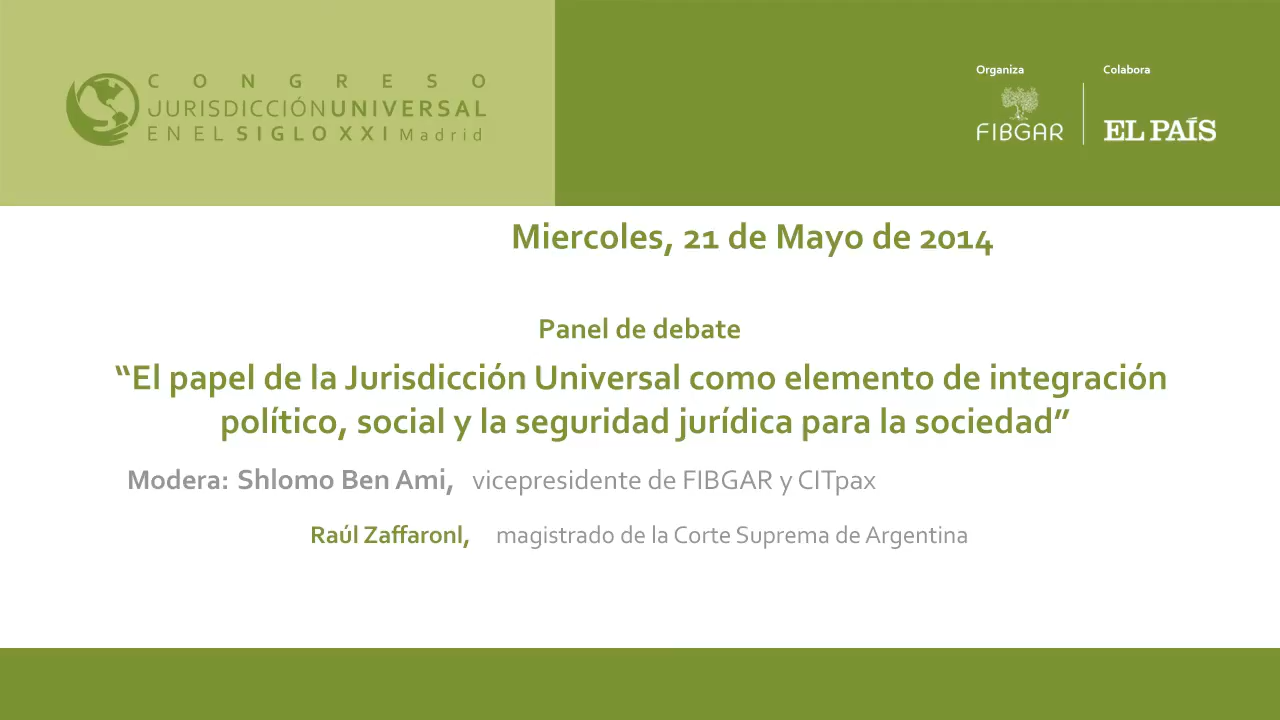 CONGRESO
JURISDICCIÓN UNIVERSAL
EN EL SIGLO XXI Madrid
Organiza
FIBGAR
Colabora
EL PAÍS
Miercoles, 21 de Mayo de 2014
Panel de debate
“El papel de la Jurisdicción Universal como elemento de integración
político, social y la seguridad jurídica para la sociedad”
Modera: Shlomo Ben Ami, vicepresidente de FIBGAR y CITpax
Raúl Zaffaronl, magistrado de la Corte Suprema de Argentina